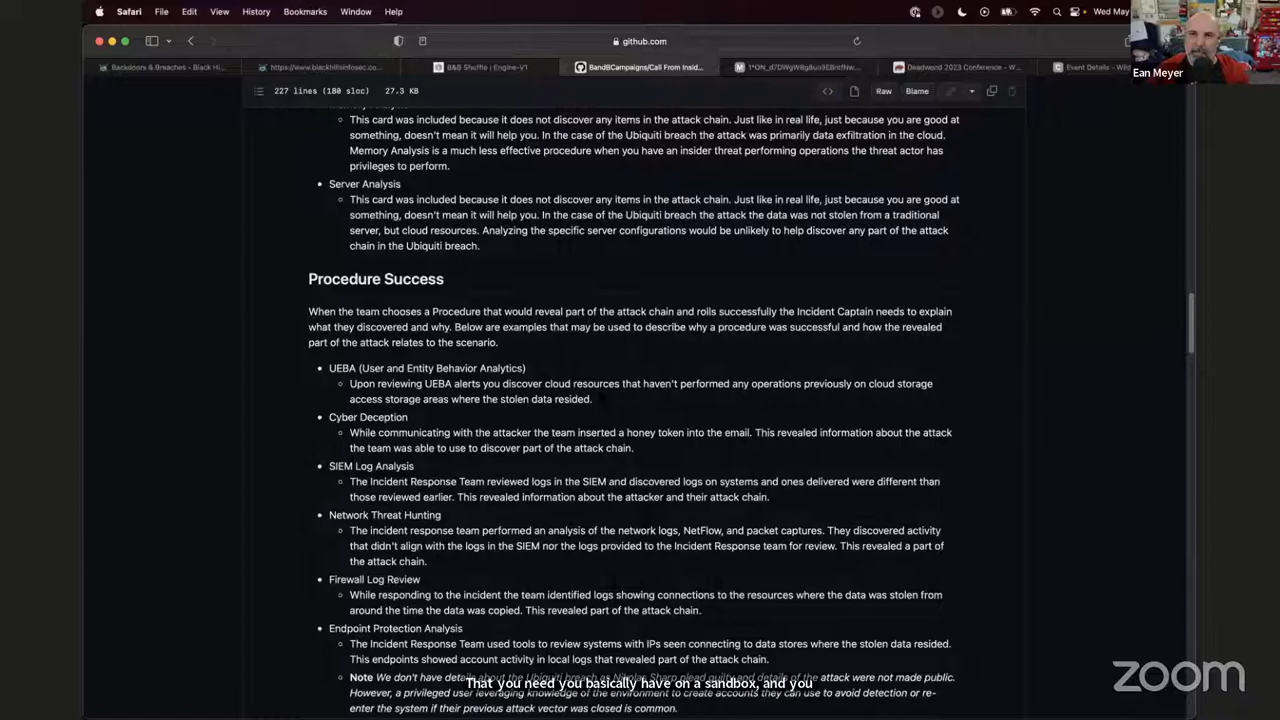 Safari File Edit View History Bookmarks Window Help Wed May
github.com
Backdoors & Breaches - Black Hi...
https://www.blackhillsinfosec.co...
B&B Shuffle | Engine-V1
BandBCampaigns/Call From Insid...
Deadwood 2023 Conference - W...
Event Details - Wild
Ean Meyer
227 lines (180 sloc) 27.3 KB
Raw Blame
This card was included because it does not discover any items in the attack chain. Just like in real life, just because you are good at
something, doesn't mean it will help you. In the case of the Ubiquiti breach the attack was primarily data exfiltration in the cloud.
Memory Analysis is a much less effective procedure when you have an insider threat performing operations the threat actor has
privileges to perform.
Server Analysis
This card was included because it does not discover any items in the attack chain. Just like in real life, just because you are good at
something, doesn't mean it will help you. In the case of the Ubiquiti breach the attack the data was not stolen from a traditional
server, but cloud resources. Analyzing the specific server configurations would be unlikely to help discover any part of the attack
chain in the Ubiquiti breach.
Procedure Success
When the team chooses a Procedure that would reveal part of the attack chain and rolls successfully the Incident Captain needs to explain
what they discovered and why. Below are examples that may be used to describe why a procedure was successful and how the revealed
part of the attack relates to the scenario.
UEBA (User and Entity Behavior Analytics)
Upon reviewing UEBA alerts you discover cloud resources that haven't performed any operations previously on cloud storage
access storage areas where the stolen data resided.
Cyber Deception
While communicating with the attacker the team inserted a honey token into the email. This revealed information about the attack
the team was able to use to discover part of the attack chain.
SIEM Log Analysis
The Incident Response Team reviewed logs in the SIEM and discovered logs on systems and ones delivered were different than
those reviewed earlier. This revealed information about the attacker and their attack chain.
Network Threat Hunting
The incident response team performed an analysis of the network logs, NetFlow, and packet captures. They discovered activity
that didn't align with the logs in the SIEM nor the logs provided to the Incident Response team for review. This revealed a part of
the attack chain.
Firewall Log Review
While responding to the incident the team identified logs showing connections to the resources where the data was stolen from
around the time the data was copied. This revealed part of the attack chain.
Endpoint Protection Analysis
The Incident Response Team used tools to review systems with IPs seen connecting to data stores where the stolen data resided.
This endpoints showed account activity in local logs that revealed part of the attack chain.
Note We don't have details about the Ubiquiti breach as Nikolas Sharp plead guilty and details of the attack were not made public.
That you need you basically have on a sandbox, and you
However, a privileged user leveraging knowledge of the environment to create accounts they can use to avoid detection or re-
enter the system if their previous attack vector was closed is common.
zoom